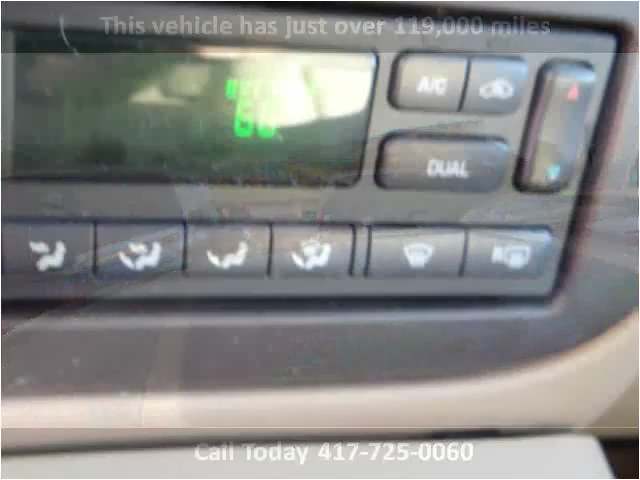 This vehicle has just over 119,000 miles
A/C
DUAL
Call Today 417-725-0060